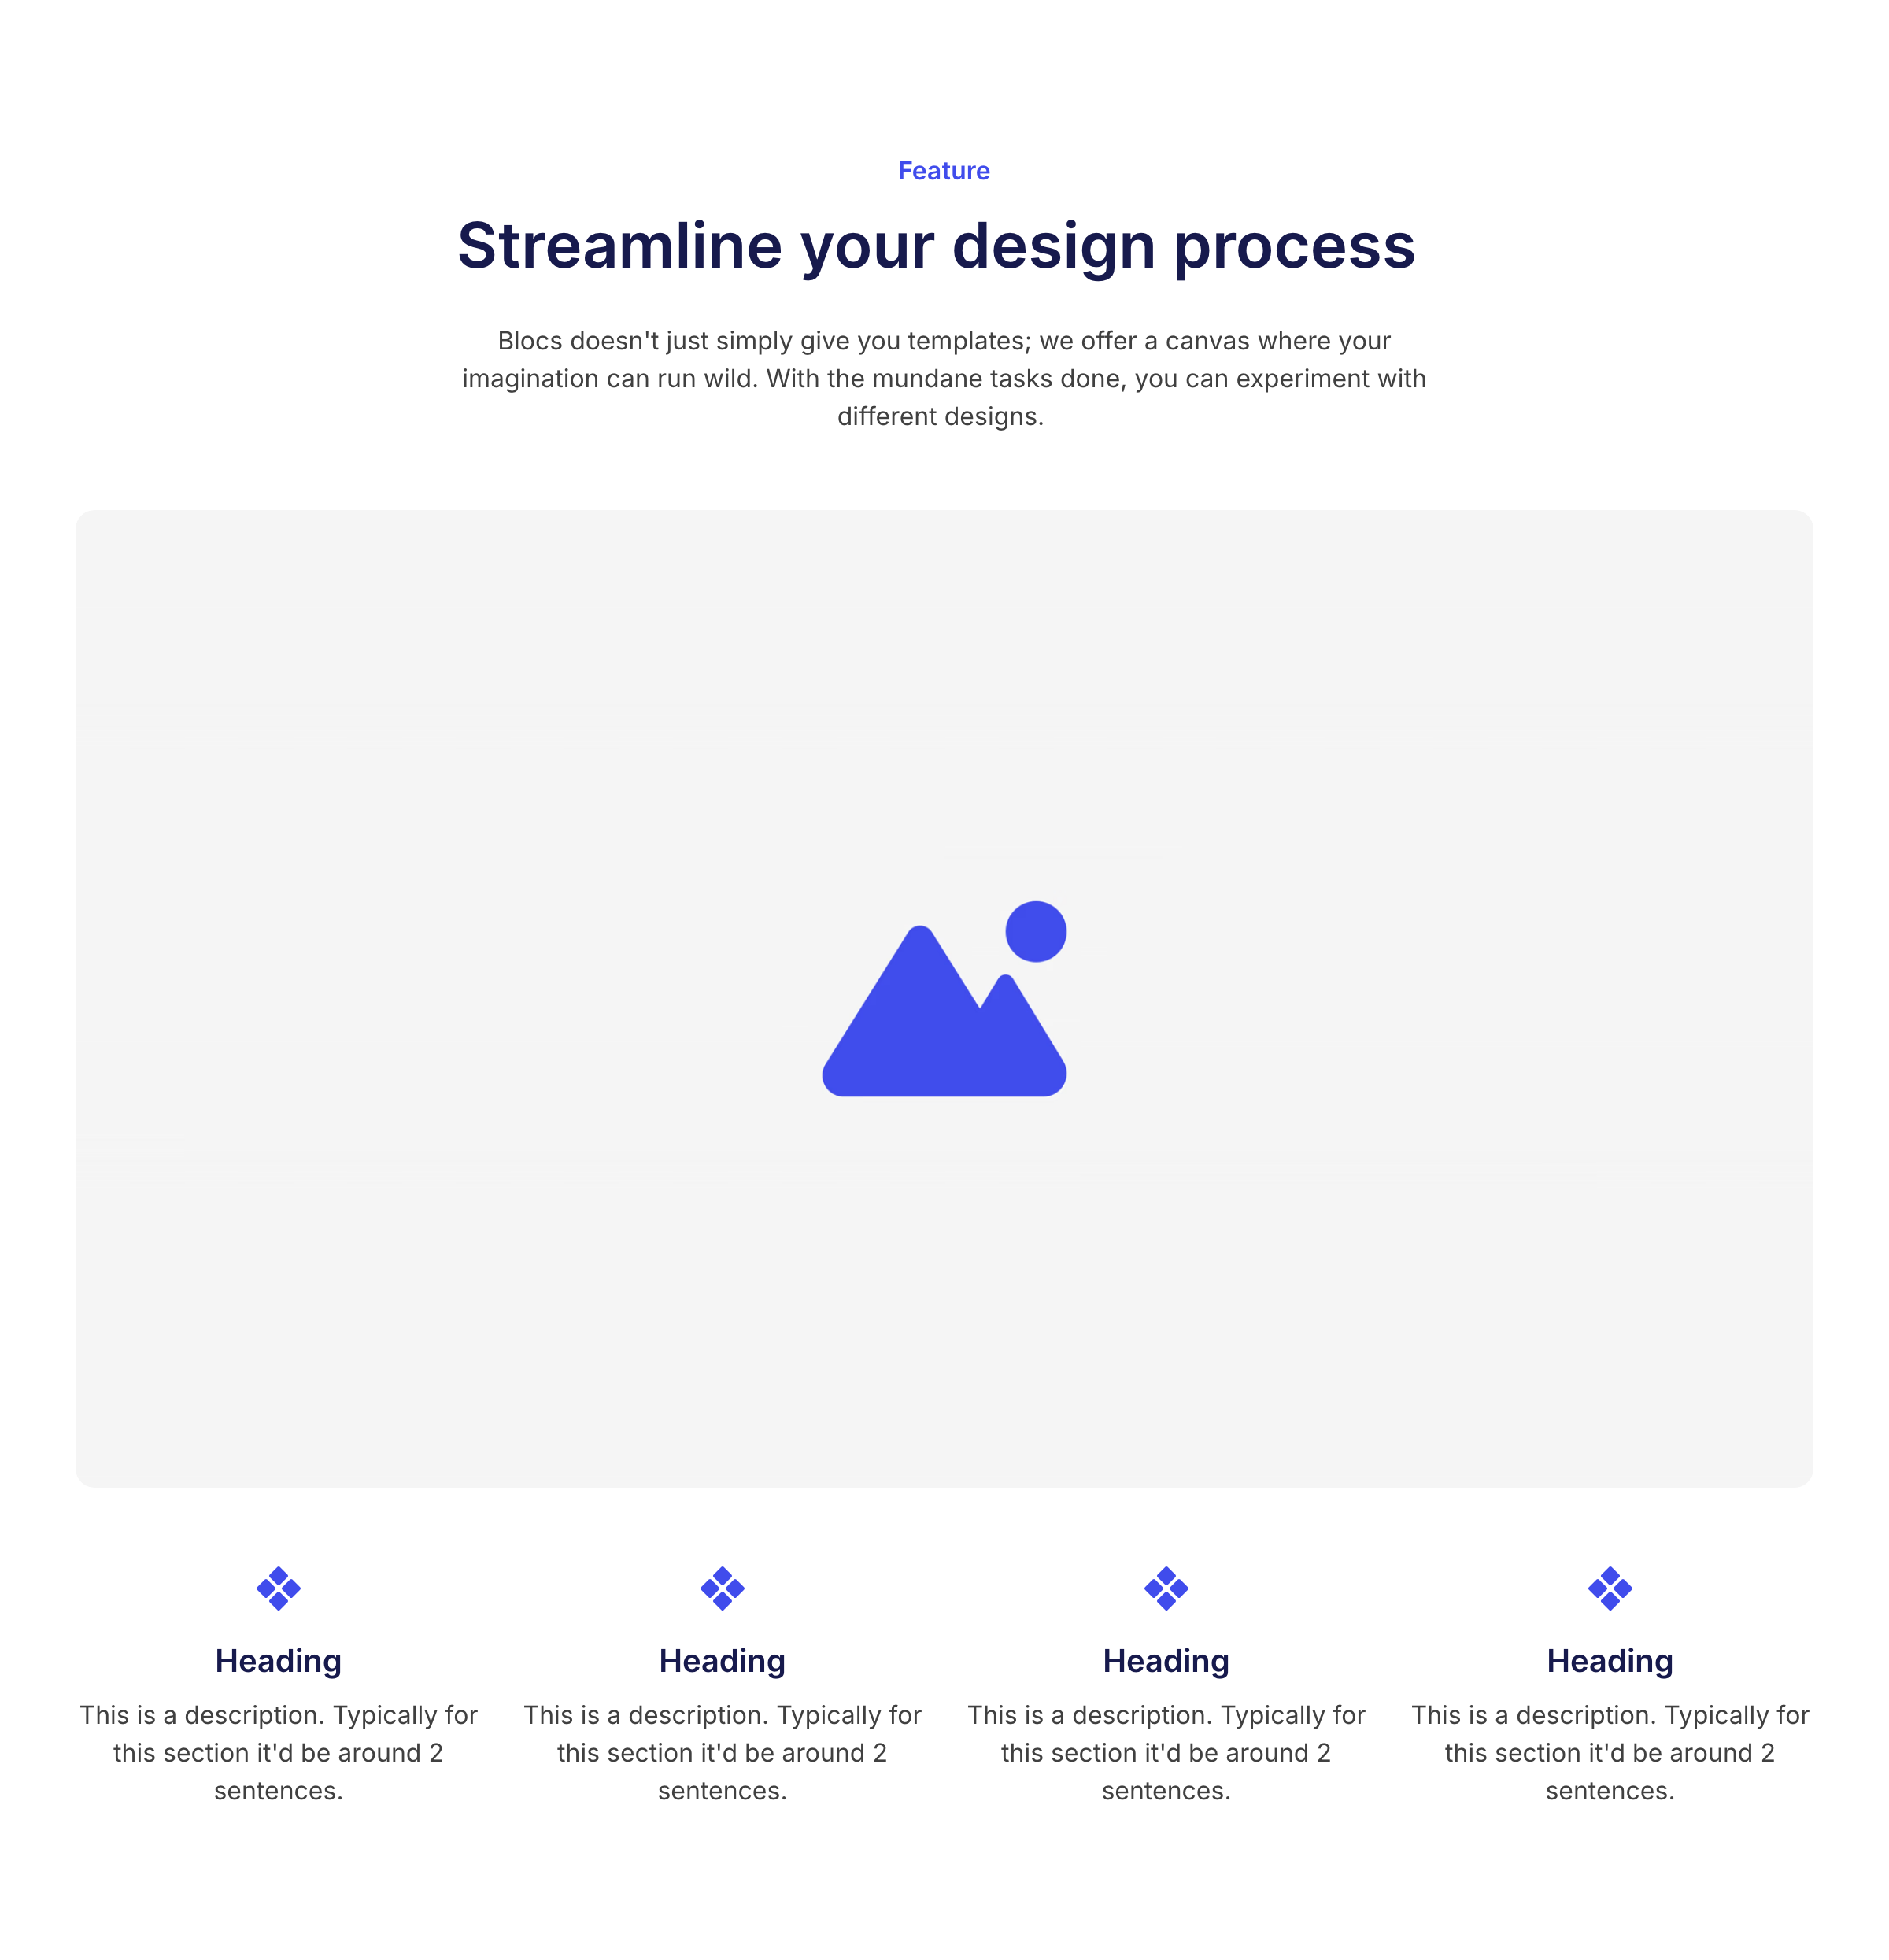 Feature
Streamline your design process
Blocs doesn't just simply give you templates; we offer a canvas where your
imagination can run wild. With the mundane tasks done, you can experiment with
different designs.
Heading
This is a description. Typically for
this section it'd be around 2
sentences.
Heading
This is a description. Typically for
this section it'd be around 2
sentences.
Heading
This is a description. Typically for
this section it'd be around 2
sentences.
Heading
This is a description. Typically for
this section it'd be around 2
sentences.